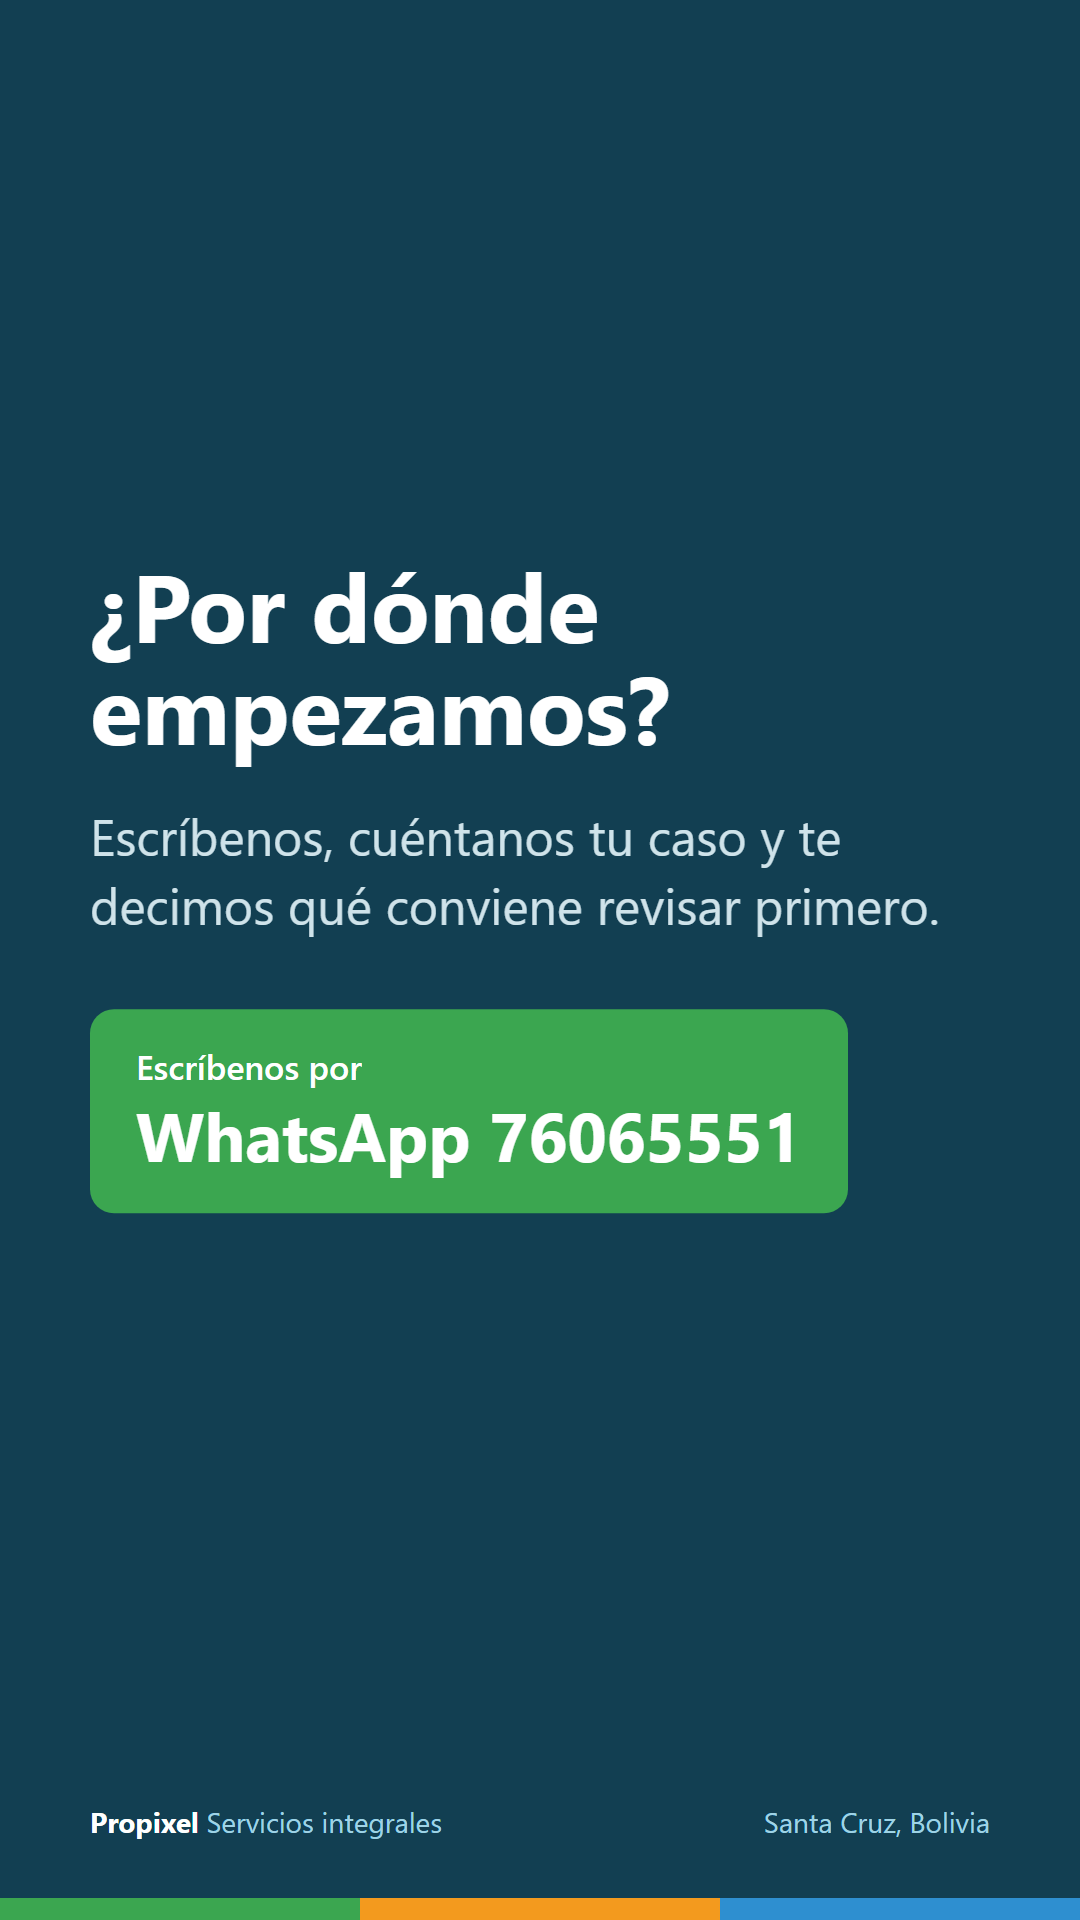 ¿Por dónde
empezamos?
Escríbenos, cuéntanos tu caso y te
decimos qué conviene revisar primero.
Escríbenos por
WhatsApp 76065551
Propixel Servicios integrales
Santa Cruz, Bolivia